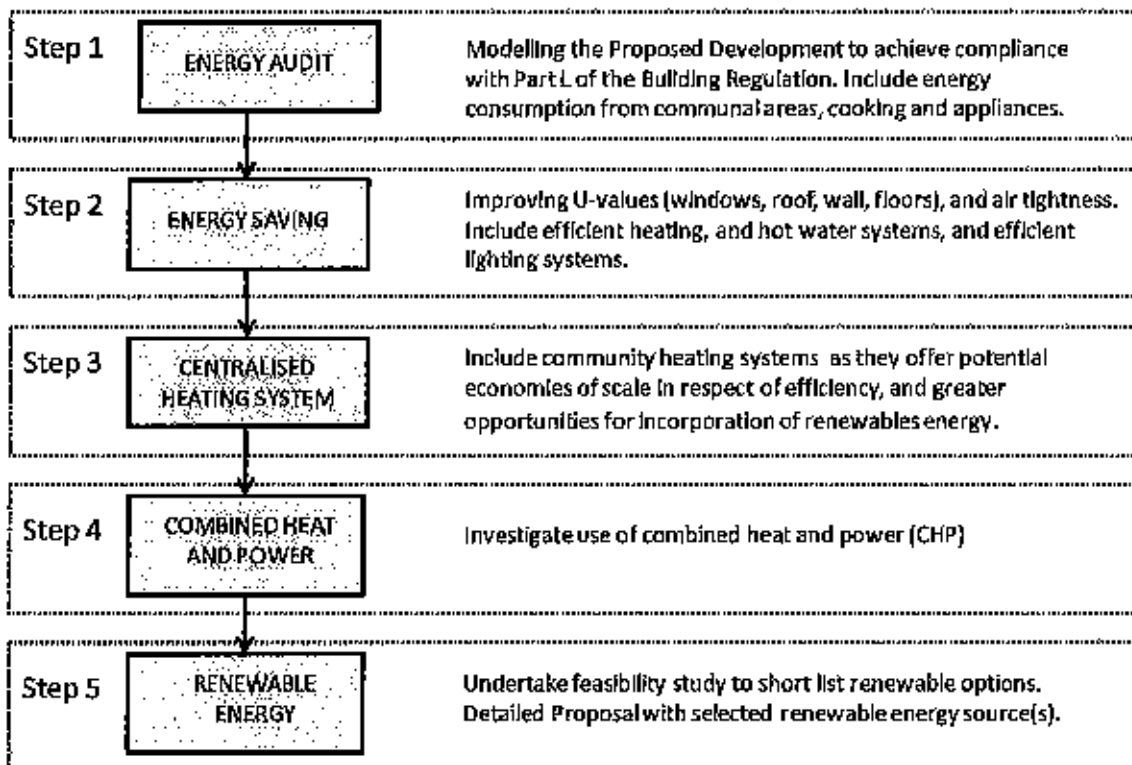 Step 1
ENERGY AUDIT
Modelling the Proposed Development to achieve compliance
with Part L of the Building Regulation. Include energy
consumption from communal areas, cooking and appliances.
Step 2
ENERGY SAVING
Improving U-values (windows, roof, wall, floors), and air tightness.
Include efficient heating, and hot water systems, and efficient
lighting systems.
Step 3
CENTRALISED
HEATING SYSTEM
Include community heating systems as they offer potential
economies of scale in respect of efficiency, and greater
opportunities for incorporation of renewables energy.
Step 4
COMBINED HEAT
AND POWER
Investigate use of combined heat and power (CHP)
Step 5
RENEWABLE
ENERGY
Undertake feasibility study to short list renewable options.
Detailed Proposal with selected renewable energy source(s).